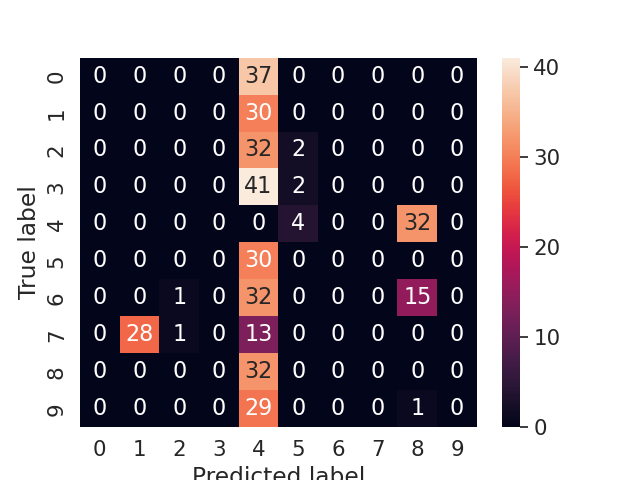 0 0 0 0 0 37 0 0 0 0 0 40
1 0 0 0 0 30 0 0 0 0 0
2 0 0 0 0 32 2 0 0 0 0 30
3 0 0 0 0 41 2 0 0 0 0
4 0 0 0 0 0 4 0 0 32 0 20
5 0 0 0 0 30 0 0 0 0 0
6 0 0 1 0 32 0 0 0 15 0
7 0 28 1 0 13 0 0 0 0 0 10
8 0 0 0 0 32 0 0 0 0 0
9 0 0 0 0 29 0 0 0 1 0 0
0 1 2 3 4 5 6 7 8 9
True label
Predicted label